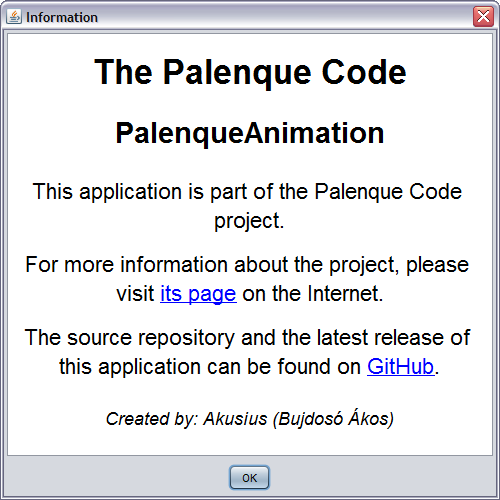 Information
The Palenque Code
PalenqueAnimation
This application is part of the Palenque Code
project.
For more information about the project, please
visit its page on the Internet.
The source repository and the latest release of
this application can be found on GitHub.
Created by: Akusius (Bujdosó Ákos)
OK